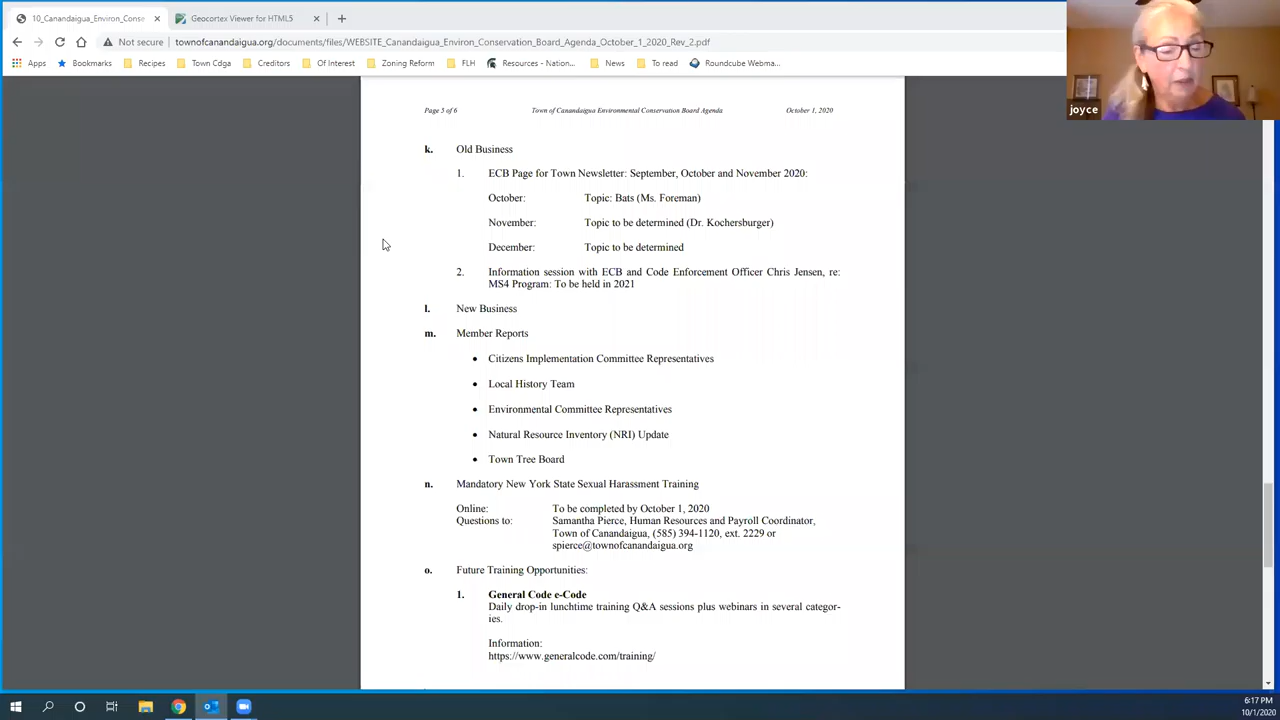 10_Canandaigua_Environ_Conse
Geocortex Viewer for HTML5
Not secure
townofcanandaigua.org/documents/files/WEBSITE_Canandaigua_Environ_Conservation_Board_Agenda_October_1_2020_Rev_2.pdf
Apps Bookmarks Recipes Town Cdga Creditors Of Interest Zoning Reform FLH Resources - Nation... News To read Roundcube Webma...
joyce
Page 5 of 6 Town of Canandaigua Environmental Conservation Board Agenda October 1, 2020
k. Old Business
1. ECB Page for Town Newsletter: September, October and November 2020:
October: Topic: Bats (Ms. Foreman)
November: Topic to be determined (Dr. Kochersburger)
December: Topic to be determined
2. Information session with ECB and Code Enforcement Officer Chris Jensen, re:
MS4 Program: To be held in 2021
l. New Business
m. Member Reports
• Citizens Implementation Committee Representatives
• Local History Team
• Environmental Committee Representatives
• Natural Resource Inventory (NRI) Update
• Town Tree Board
n. Mandatory New York State Sexual Harassment Training
Online: To be completed by October 1, 2020
Questions to: Samantha Pierce, Human Resources and Payroll Coordinator,
Town of Canandaigua, (585) 394-1120, ext. 2229 or
spierce@townofcanandaigua.org
o. Future Training Opportunities:
1. General Code e-Code
Daily drop-in lunchtime training Q&A sessions plus webinars in several categor-
ies.
Information:
https://www.generalcode.com/training/
6:17 PM
10/1/2020